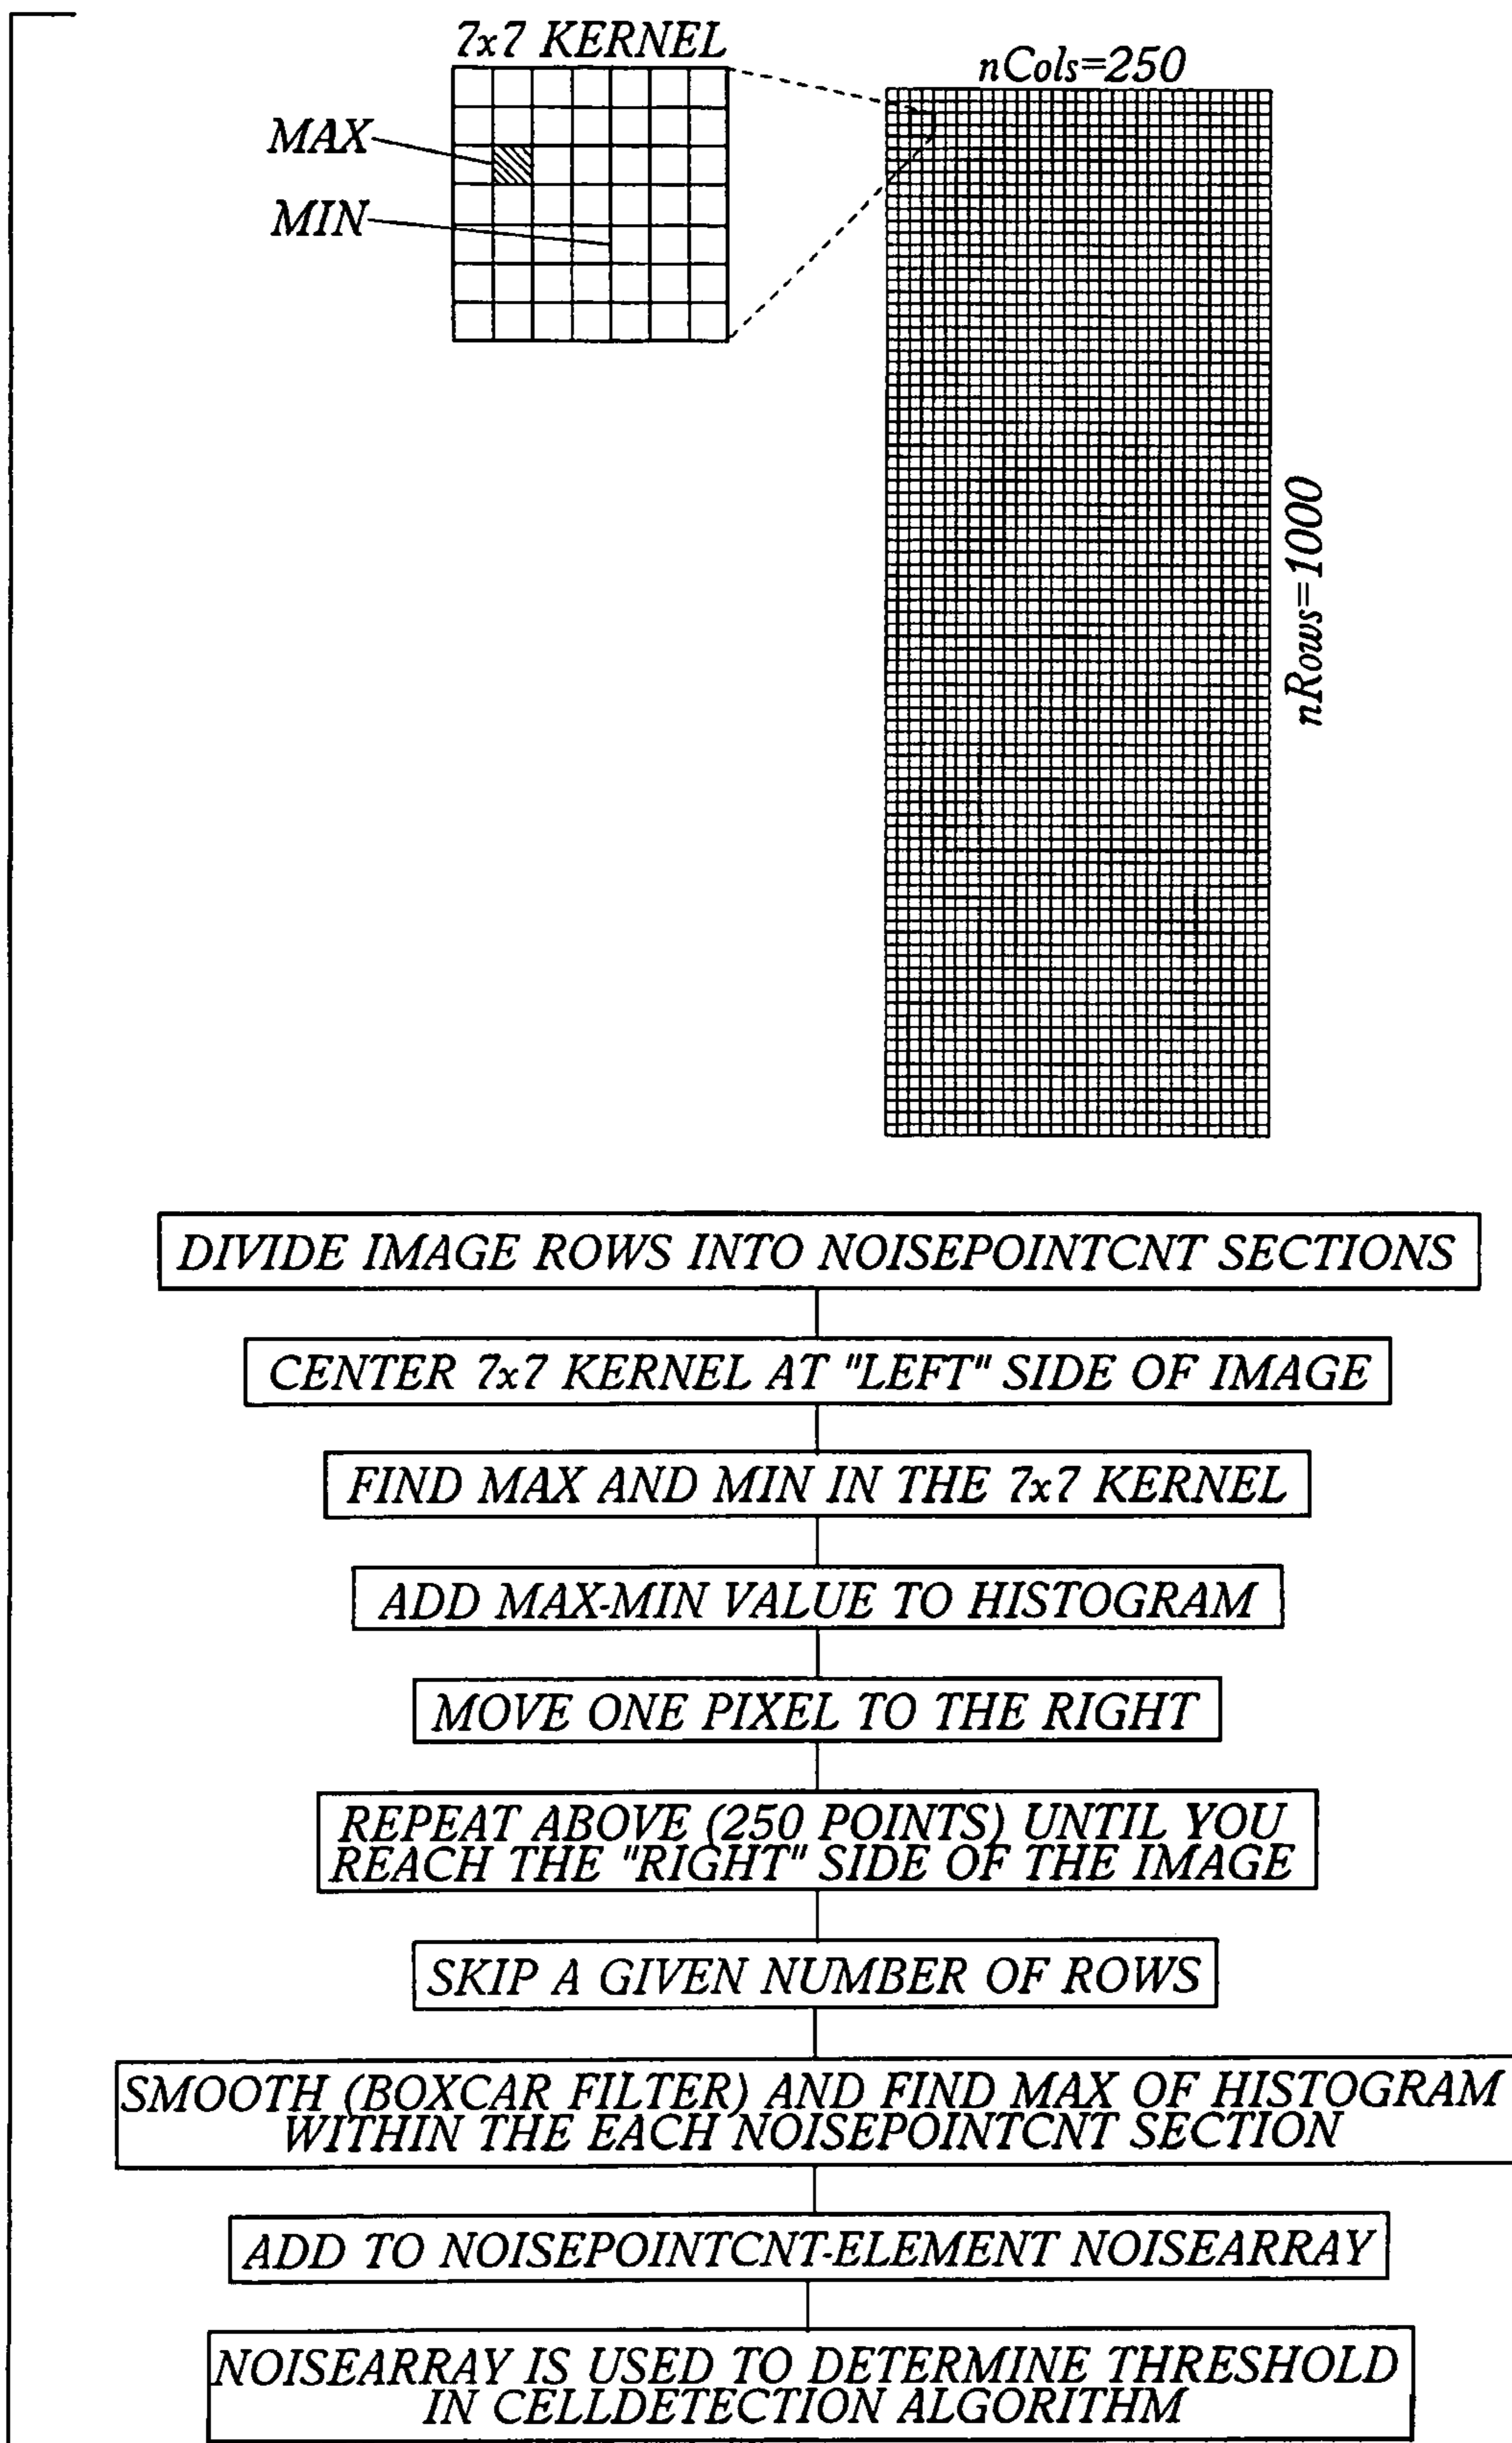 7x7 KERNEL
nCols=250
MAX
MIN
nRows=1000
DIVIDE IMAGE ROWS INTO NOISEPOINTCNT SECTIONS
CENTER 7x7 KERNEL AT "LEFT" SIDE OF IMAGE
FIND MAX AND MIN IN THE 7x7 KERNEL
ADD MAX-MIN VALUE TO HISTOGRAM
MOVE ONE PIXEL TO THE RIGHT
REPEAT ABOVE (250 POINTS) UNTIL YOU
REACH THE "RIGHT" SIDE OF THE IMAGE
SKIP A GIVEN NUMBER OF ROWS
SMOOTH (BOXCAR FILTER) AND FIND MAX OF HISTOGRAM
WITHIN THE EACH NOISEPOINTCNT SECTION
ADD TO NOISEPOINTCNT-ELEMENT NOISEARRAY
NOISEARRAY IS USED TO DETERMINE THRESHOLD
IN CELLDETECTION ALGORITHM